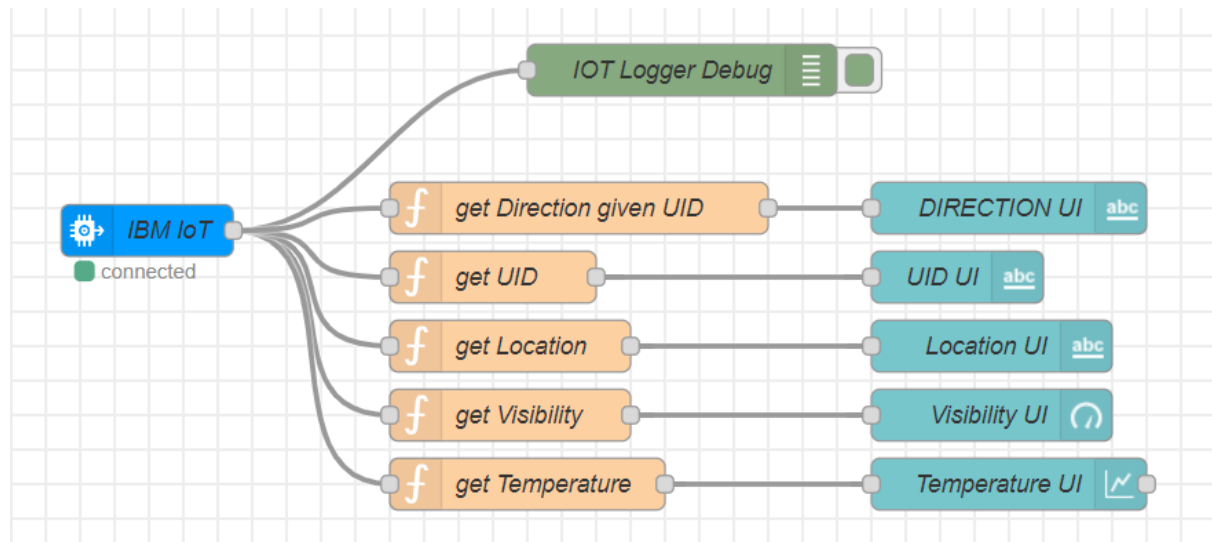 IOT Logger Debug
IBM IoT
connected
get Direction given UID
DIRECTION UI
abc
get UID
UID UI
abc
get Location
Location UI
abc
get Visibility
Visibility UI
get Temperature
Temperature UI